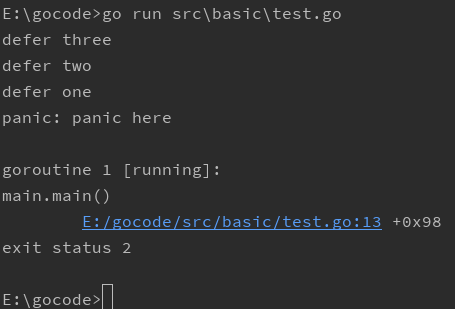 E:\gocode>go run src\basic\test.go
defer three
defer two
defer one
panic: panic here
goroutine 1 [running]:
main.main()
E:/gocode/src/basic/test.go:13 +0x98
exit status 2
E:\gocode>